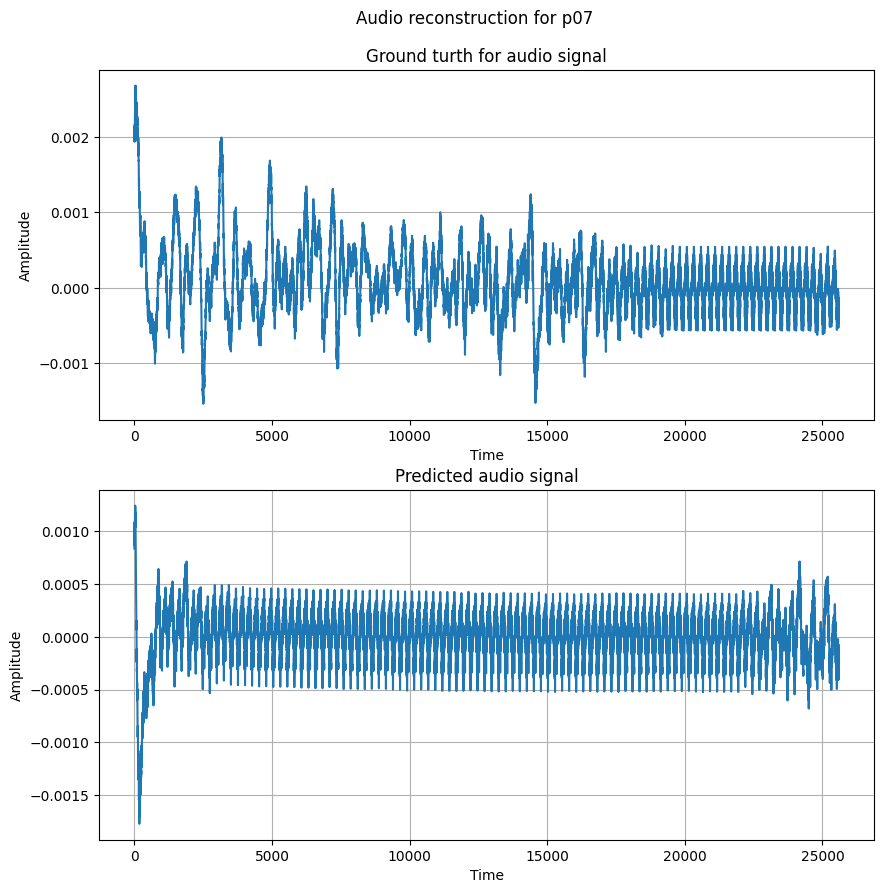 Audio reconstruction for p07
Ground turth for audio signal
Amplitude
0.002
0.001
0.000
−0.001
0 5000 10000 15000 20000 25000
Time
Predicted audio signal
Amplitude
0.0010
0.0005
0.0000
−0.0005
−0.0010
−0.0015
0 5000 10000 15000 20000 25000
Time